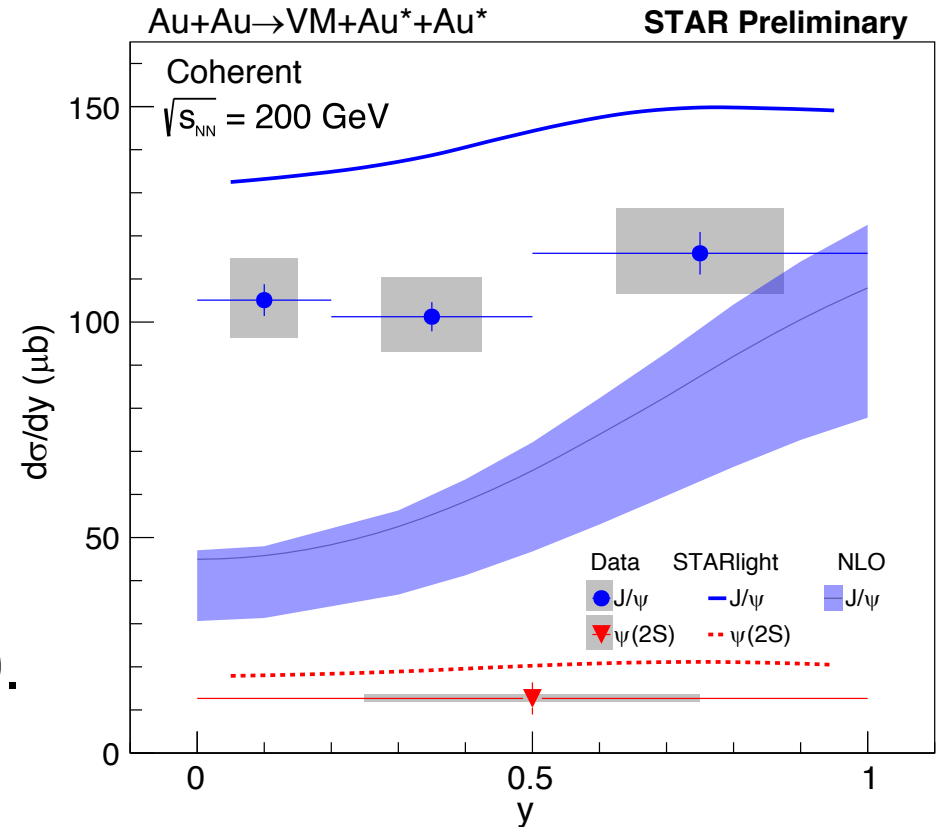 Au+Au→VM+Au*+Au* STAR Preliminary
Coherent
√s_NN = 200 GeV
150
100
50
0
dσ/dy (μb)
Data STARlight NLO
J/ψ J/ψ J/ψ
ψ(2S) ψ(2S)
0 0.5 1
y